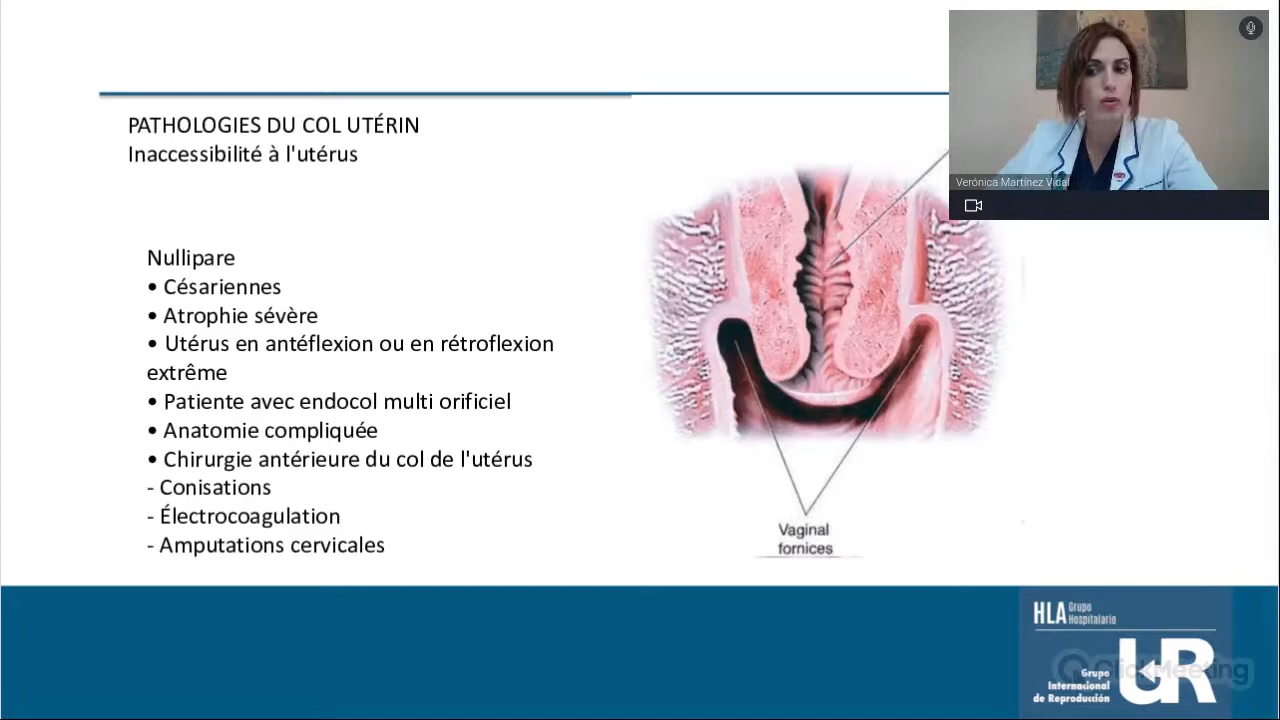 PATHOLOGIES DU COL UTÉRIN
Inaccessibilité à l'utérus
Nullipare
• Césariennes
• Atrophie sévère
• Utérus en antéflexion ou en rétroflexion
extrême
• Patiente avec endocol multi orificiel
• Anatomie compliquée
• Chirurgie antérieure du col de l'utérus
- Conisations
- Électrocoagulation
- Amputations cervicales
Vaginal
fornices
Verónica Martínez Vidal
HLA Grupo
Hospitalario
UR
ClickMeeting
Grupo
Internacional
de Reproducción